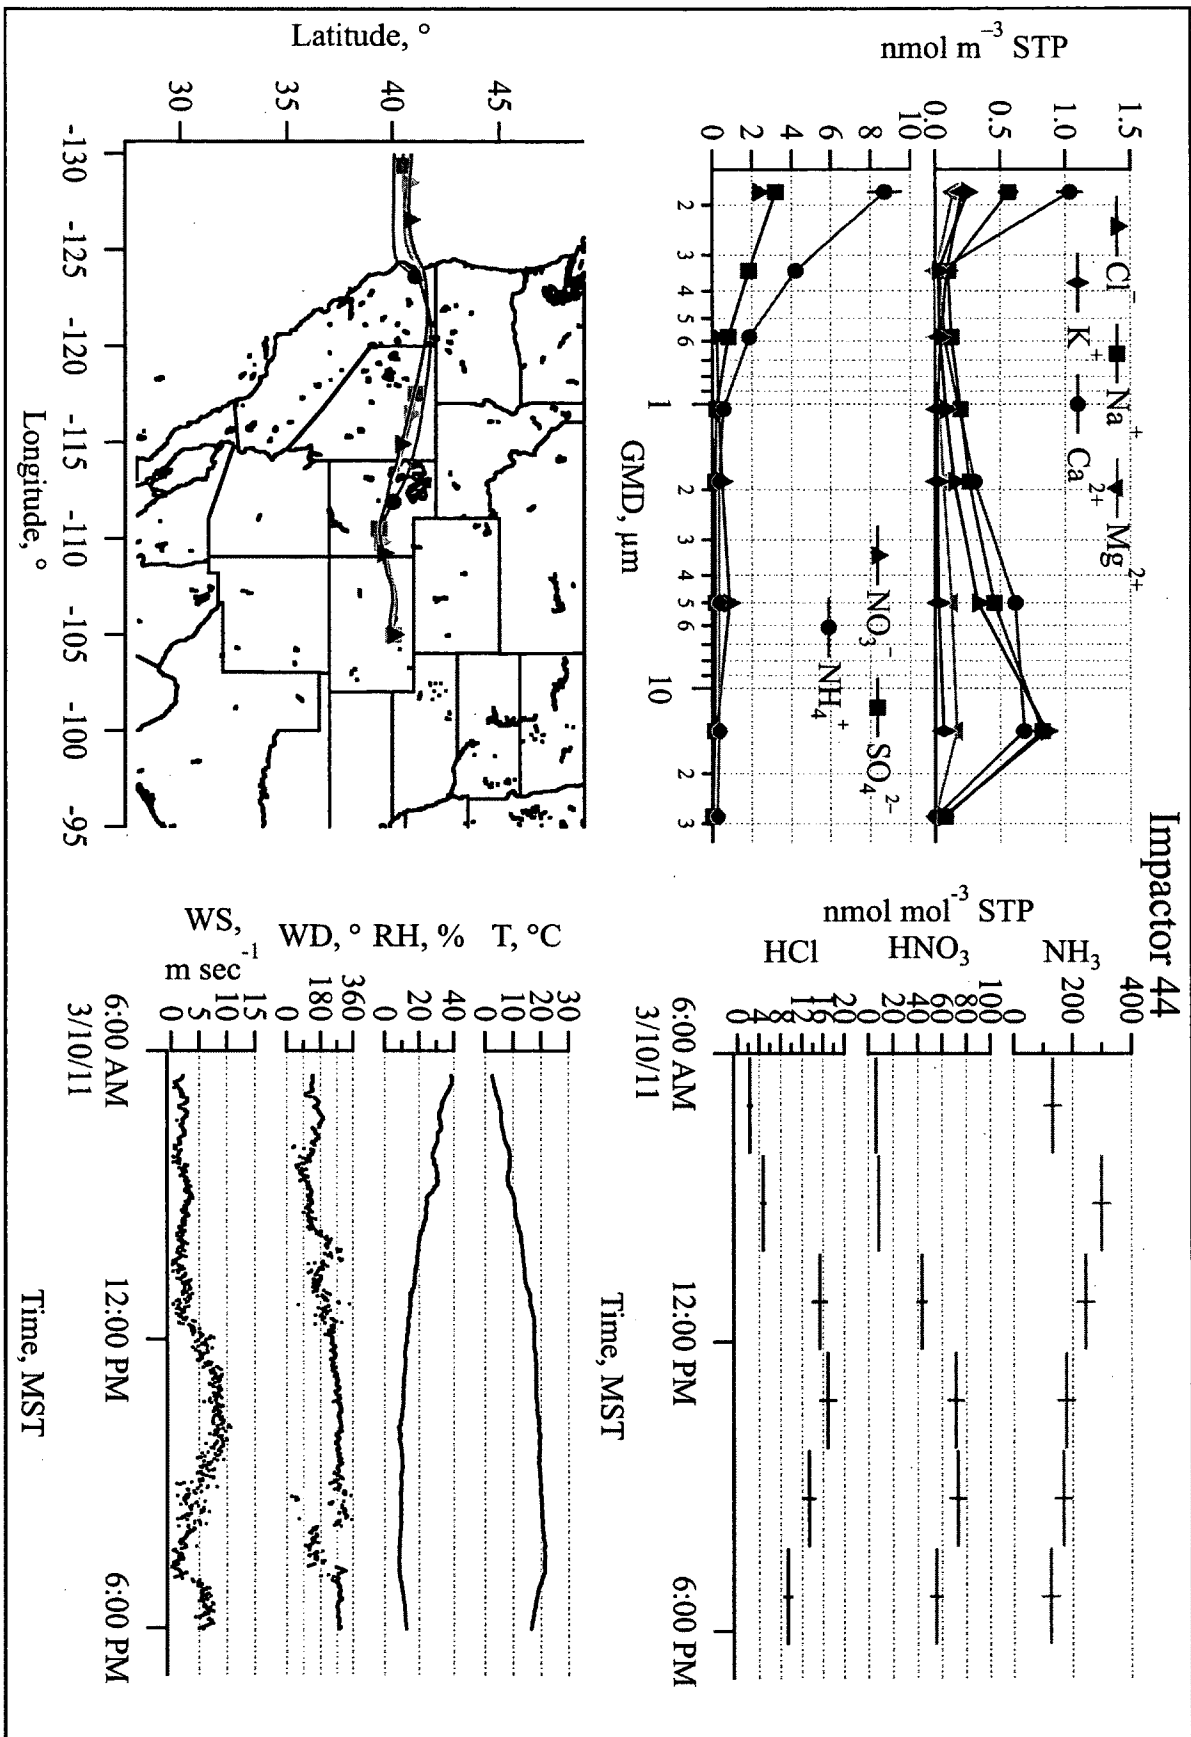 Impactor 44
nmol m⁻³ STP
1.5
1.0
0.5
0.0
Cl⁻
Na⁺
Mg²⁺
K⁺
Ca²⁺
10
8
6
4
2
0
NO₃⁻
SO₄²⁻
NH₄⁺
2
3
4
5
6
1
2
3
4
5
6
10
2
3
GMD, μm
nmol mol⁻³ STP
NH₃
400
200
0
HNO₃
100
80
60
40
20
0
HCl
20
16
12
8
4
0
6:00 AM
3/10/11
12:00 PM
6:00 PM
Time, MST
Latitude, °
45
40
35
30
-130
-125
-120
-115
-110
-105
-100
-95
Longitude, °
T, °C
30
20
10
0
RH, %
40
20
0
WD, °
360
180
0
WS,
m sec⁻¹
15
10
5
0
6:00 AM
3/10/11
12:00 PM
6:00 PM
Time, MST